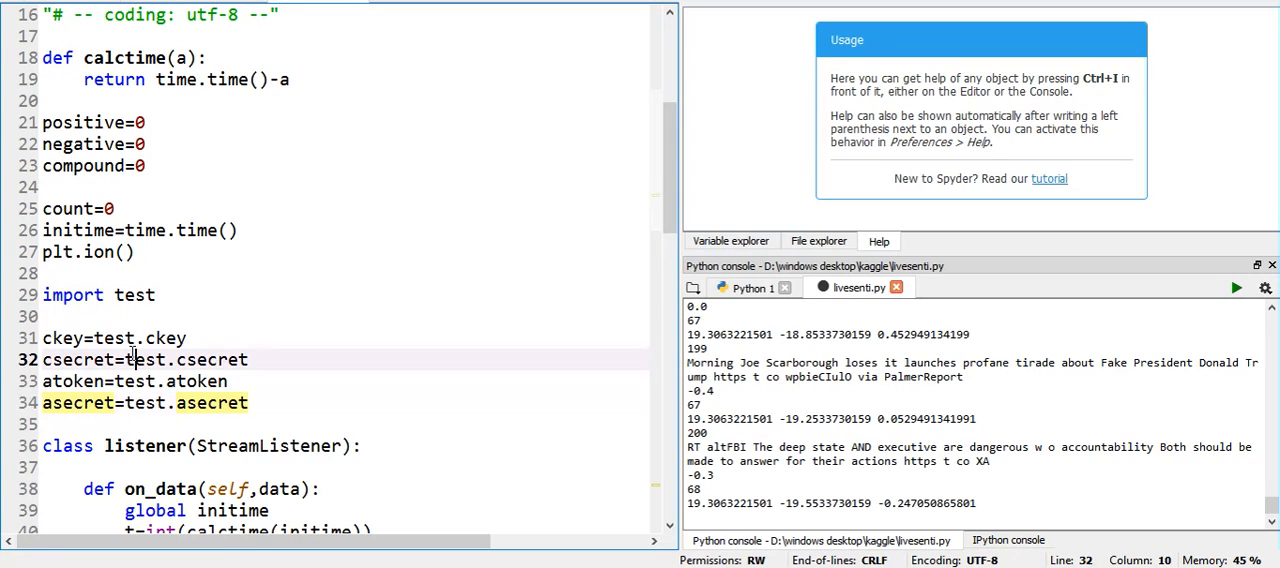 16 "# -- coding: utf-8 --"
17
18 def calctime(a):
19     return time.time()-a
20
21 positive=0
22 negative=0
23 compound=0
24
25 count=0
26 initime=time.time()
27 plt.ion()
28
29 import test
30
31 ckey=test.ckey
32 csecret=test.csecret
33 atoken=test.atoken
34 asecret=test.asecret
35
36 class listener(StreamListener):
37
38     def on_data(self,data):
39         global initime
40         t=int(calctime(initime))
Usage
Here you can get help of any object by pressing Ctrl+I in
front of it, either on the Editor or the Console.
Help can also be shown automatically after writing a left
parenthesis next to an object. You can activate this
behavior in Preferences > Help.
New to Spyder? Read our tutorial
Variable explorer File explorer Help
Python console - D:\windows desktop\kaggle\livesenti.py
Python 1 livesenti.py
0.0
67
19.3063221501 -18.8533730159 0.452949134199
199
Morning Joe Scarborough loses it launches profane tirade about Fake President Donald Tr
ump https t co wpbieCIulO via PalmerReport
-0.4
67
19.3063221501 -19.2533730159 0.0529491341991
200
RT altFBI The deep state AND executive are dangerous w o accountability Both should be
made to answer for their actions https t co XA
-0.3
68
19.3063221501 -19.5533730159 -0.247050865801
Python console - D:\windows desktop\kaggle\livesenti.py IPython console
Permissions: RW End-of-lines: CRLF Encoding: UTF-8 Line: 32 Column: 10 Memory: 45 %